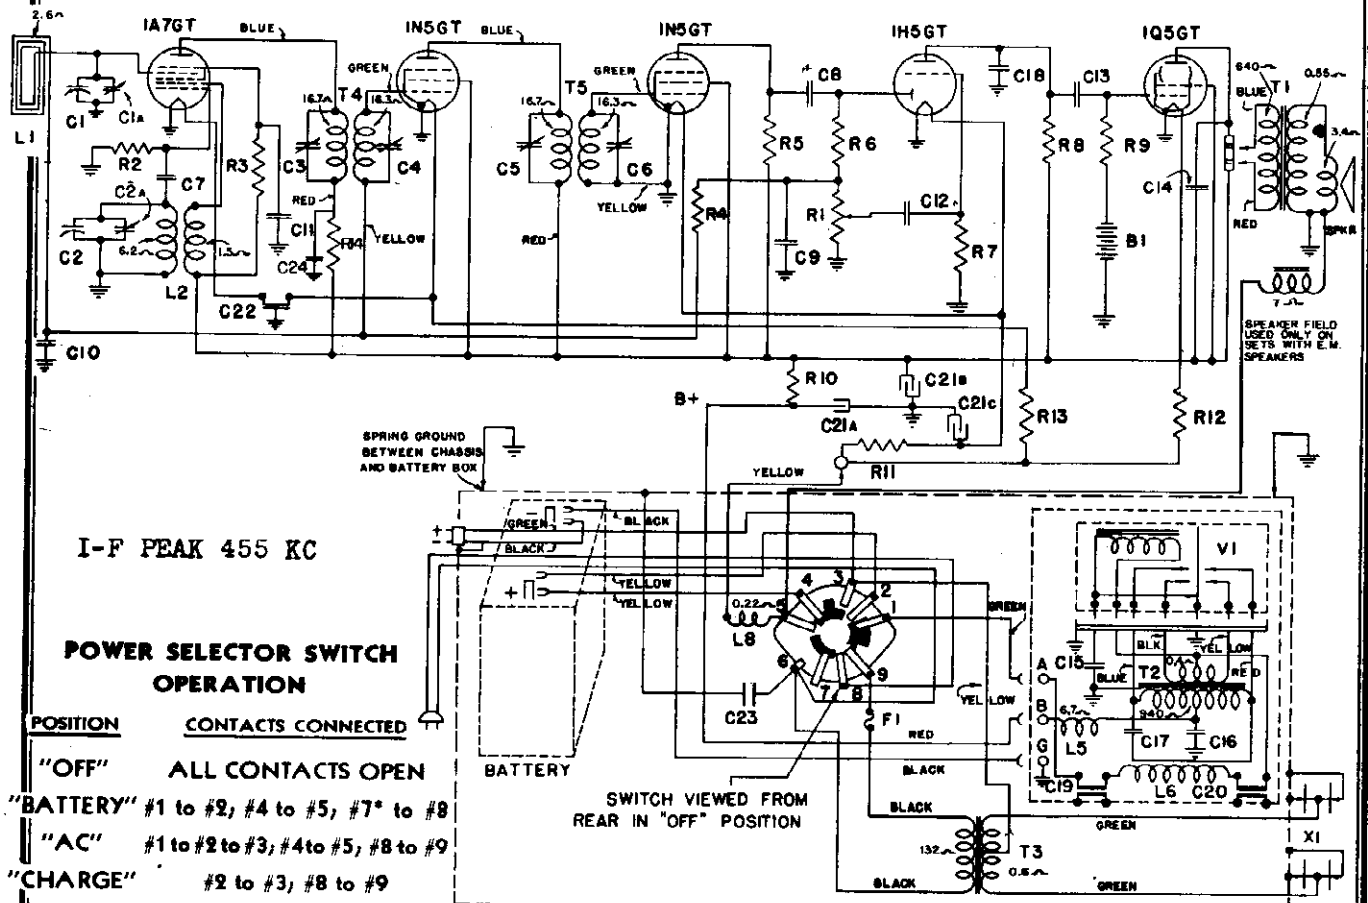 2.6~
1A7GT
BLUE
1N5GT
BLUE
1N5GT
1H5GT
1Q5GT
L1
C1
C1A
R2
C2A
C7
R3
C2
6.2~
1.5~
L2
C22
C11
C24
R14
C10
16.7~
T4
16.3~
GREEN
C3
C4
RED
YELLOW
16.7~
T5
16.3~
GREEN
C5
C6
RED
YELLOW
R4
R5
C8
R6
R1
C9
C12
R7
C18
C13
R8
R9
B1
C14
640~
BLUE
T1
0.55~
3.4~
RED
SPKR
7~
SPEAKER FIELD
USED ONLY ON
SETS WITH E.M.
SPEAKERS
R10
B+
C21A
C21B
C21C
R11
R13
R12
YELLOW
SPRING GROUND
BETWEEN CHASSIS
AND BATTERY BOX
I-F PEAK 455 KC
+
-
GREEN
BLACK
-
BLACK
+
YELLOW
YELLOW
BATTERY
0.22~
L8
1
2
3
4
5
6
7
8
9
C23
F1
GREEN
YEL-LOW
RED
BLACK
A
B
G
V1
C15
BLK
YEL LOW
BLUE
T2
RED
6.7~
940~
L5
C17
C16
C19
L6
C20
SWITCH VIEWED FROM
REAR IN "OFF" POSITION
BLACK
BLACK
132~
T3
GREEN
GREEN
X1
POWER SELECTOR SWITCH
OPERATION
POSITION CONTACTS CONNECTED
"OFF" ALL CONTACTS OPEN
"BATTERY" #1 to #2; #4 to #5; #7* to #8
"AC" #1 to #2 to #3; #4 to #5; #8 to #9
"CHARGE" #2 to #3; #8 to #9